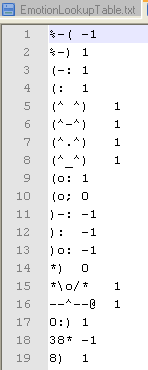 EmotionLookupTable.txt
1 %-( -1
2 %-) 1
3 (-: 1
4 (: 1
5 (^ ^) 1
6 (^-^) 1
7 (^.^) 1
8 (^_^) 1
9 (o: 1
10 (o; 0
11 )-: -1
12 ): -1
13 )o: -1
14 *) 0
15 *\o/* 1
16 --^--@ 1
17 0:) 1
18 38* -1
19 8) 1